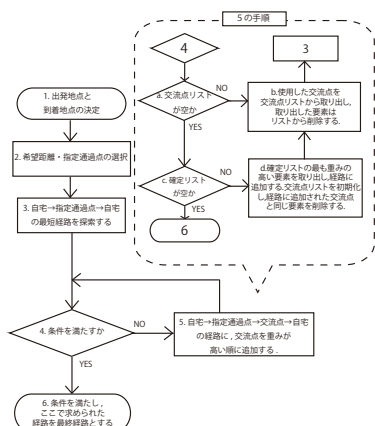 5 の手順
4
3
a. 交流点リスト
が空か
NO
YES
b.使用した交流点を
交流点リストから取り出し,
取り出した要素は
リストから削除する.
c. 確定リスト
が空か
NO
YES
d.確定リストの最も重みの
高い要素を取り出し,経路に
追加する.交流点リストを初期化
し,経路に追加された交流点
と同じ要素を削除する.
6
1. 出発地点と
到着地点の決定
2. 希望距離・指定通過点の選択
3. 自宅→指定通過点→自宅
の最短経路を探索する
4. 条件を満たすか
NO
YES
5. 自宅→指定通過点→交流点→自宅
の経路に , 交流点を重みが
高い順に追加する .
6. 条件を満たし ,
ここで求められた
経路を最終経路とする